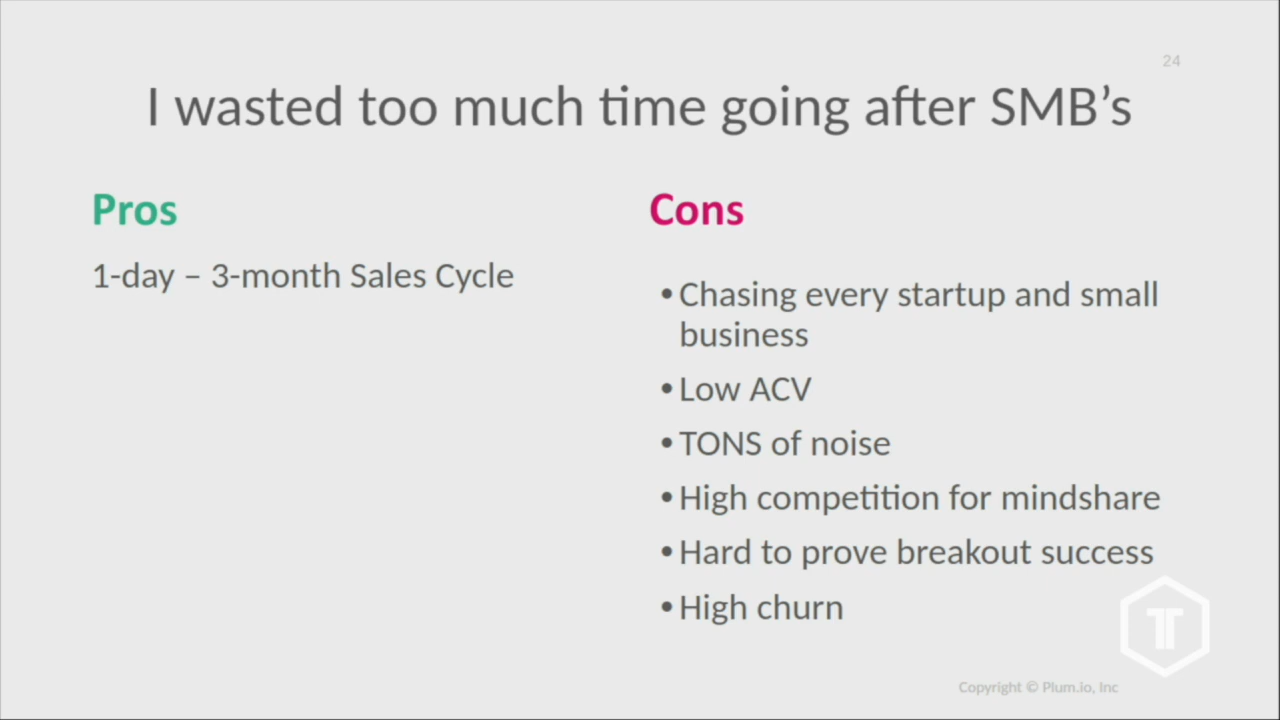 24
I wasted too much time going after SMB’s
Pros
1-day – 3-month Sales Cycle
Cons
• Chasing every startup and small
business
• Low ACV
• TONS of noise
• High competition for mindshare
• Hard to prove breakout success
• High churn
Copyright © Plum.io, Inc